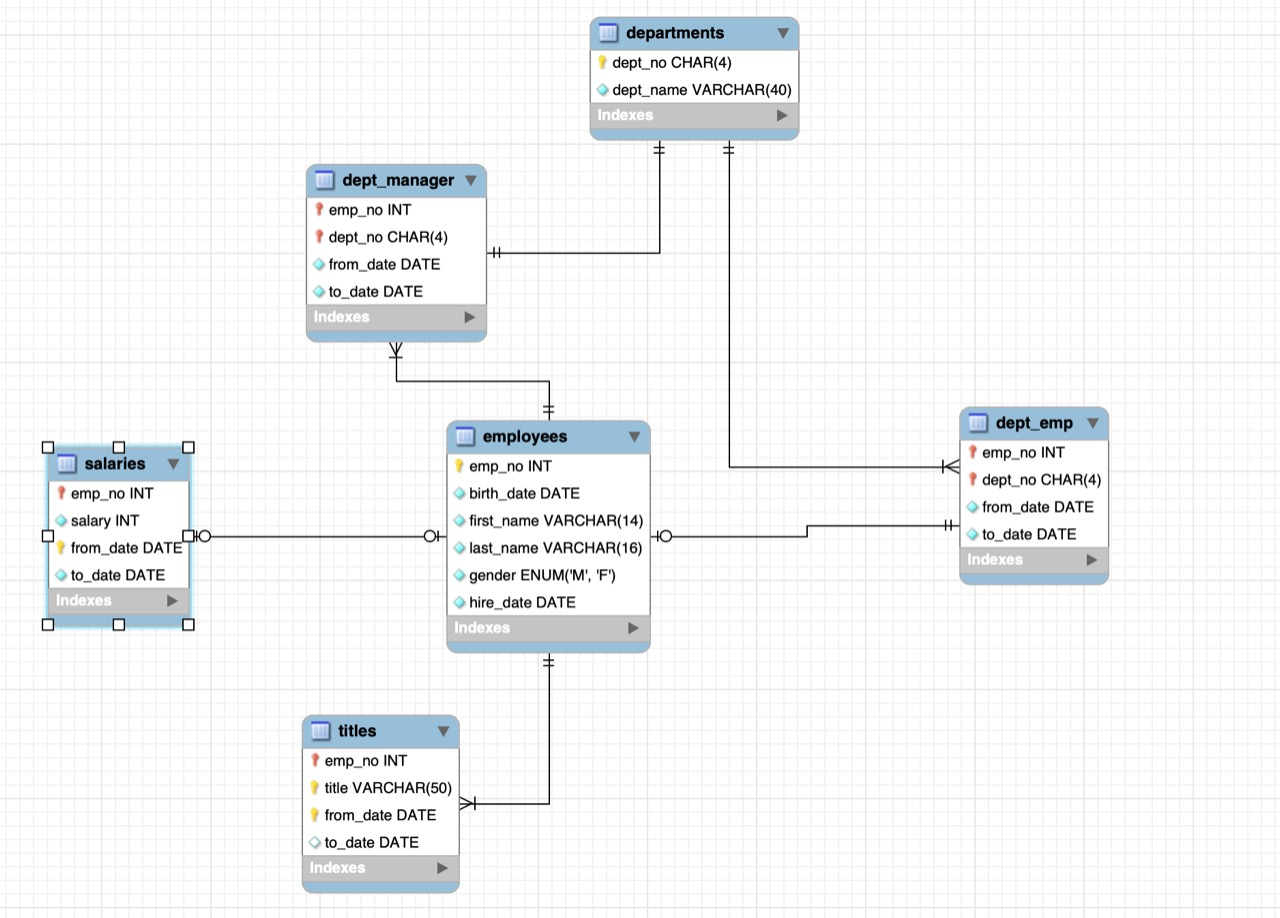 departments
dept_no CHAR(4)
dept_name VARCHAR(40)
Indexes
dept_manager
emp_no INT
dept_no CHAR(4)
from_date DATE
to_date DATE
Indexes
employees
emp_no INT
birth_date DATE
first_name VARCHAR(14)
last_name VARCHAR(16)
gender ENUM('M', 'F')
hire_date DATE
Indexes
dept_emp
emp_no INT
dept_no CHAR(4)
from_date DATE
to_date DATE
Indexes
salaries
emp_no INT
salary INT
from_date DATE
to_date DATE
Indexes
titles
emp_no INT
title VARCHAR(50)
from_date DATE
to_date DATE
Indexes